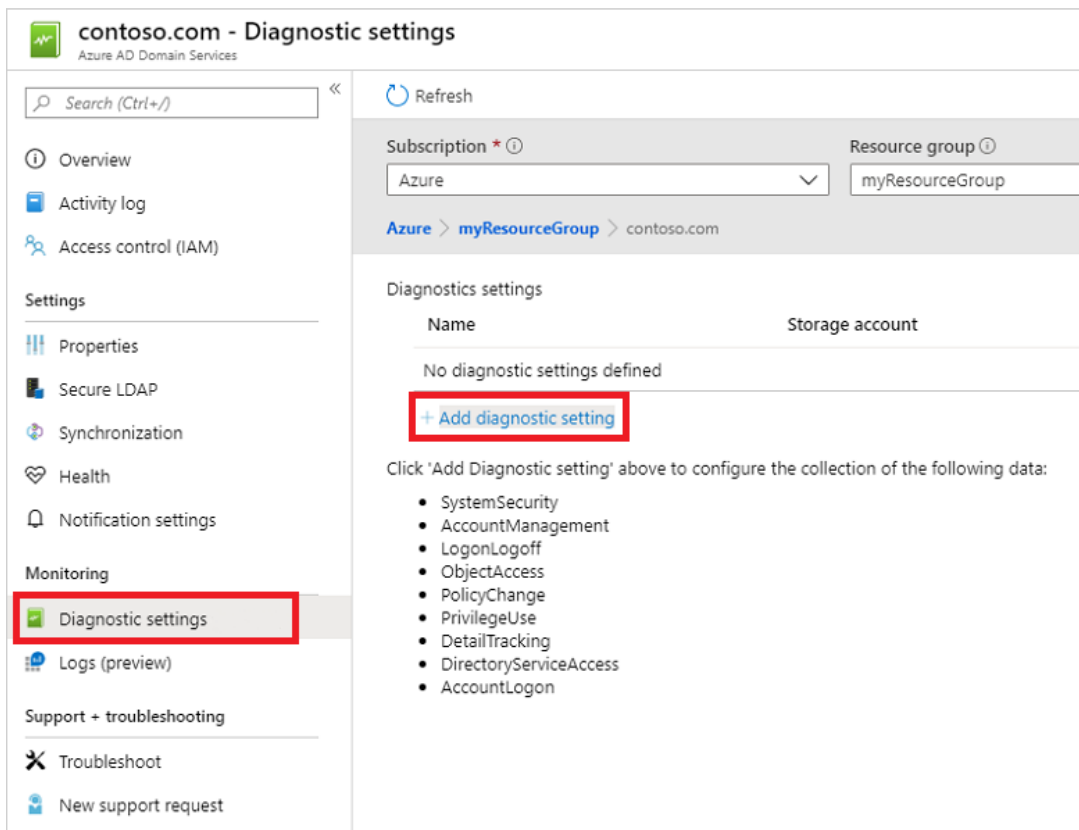 contoso.com - Diagnostic settings
Azure AD Domain Services
Search (Ctrl+/)
«
Overview
Activity log
Access control (IAM)
Settings
Properties
Secure LDAP
Synchronization
Health
Notification settings
Monitoring
Diagnostic settings
Logs (preview)
Support + troubleshooting
Troubleshoot
New support request
Refresh
Subscription * Resource group
Azure myResourceGroup
Azure > myResourceGroup > contoso.com
Diagnostics settings
Name Storage account
No diagnostic settings defined
+ Add diagnostic setting
Click 'Add Diagnostic setting' above to configure the collection of the following data:
• SystemSecurity
• AccountManagement
• LogonLogoff
• ObjectAccess
• PolicyChange
• PrivilegeUse
• DetailTracking
• DirectoryServiceAccess
• AccountLogon